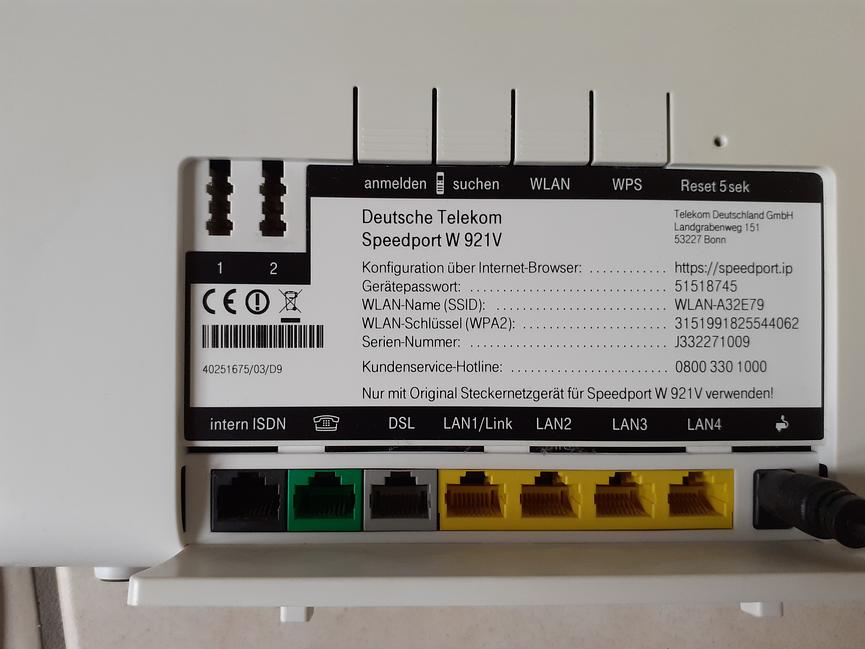 anmelden suchen WLAN WPS Reset 5sek
Deutsche Telekom
Speedport W 921V
Telekom Deutschland GmbH
Landgrabenweg 151
53227 Bonn
Konfiguration über Internet-Browser: . . . . . . . . . . . https://speedport.ip
Gerätepasswort: . . . . . . . . . . . . . . . . . . . . . . . . . . . . . 51518745
WLAN-Name (SSID): . . . . . . . . . . . . . . . . . . . . . . . . WLAN-A32E79
WLAN-Schlüssel (WPA2): . . . . . . . . . . . . . . . . . . . . . 3151991825544062
Serien-Nummer: . . . . . . . . . . . . . . . . . . . . . . . . . . . . . J332271009
Kundenservice-Hotline: . . . . . . . . . . . . . . . . . . . . . . . 0800 330 1000
Nur mit Original Steckernetzgerät für Speedport W 921V verwenden!
1 2
CE
40251675/03/D9
intern ISDN DSL LAN1/Link LAN2 LAN3 LAN4